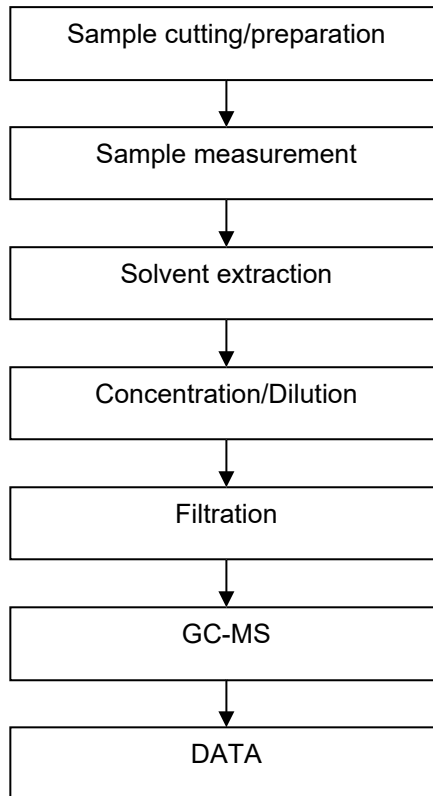 Sample cutting/preparation
Sample measurement
Solvent extraction
Concentration/Dilution
Filtration
GC-MS
DATA